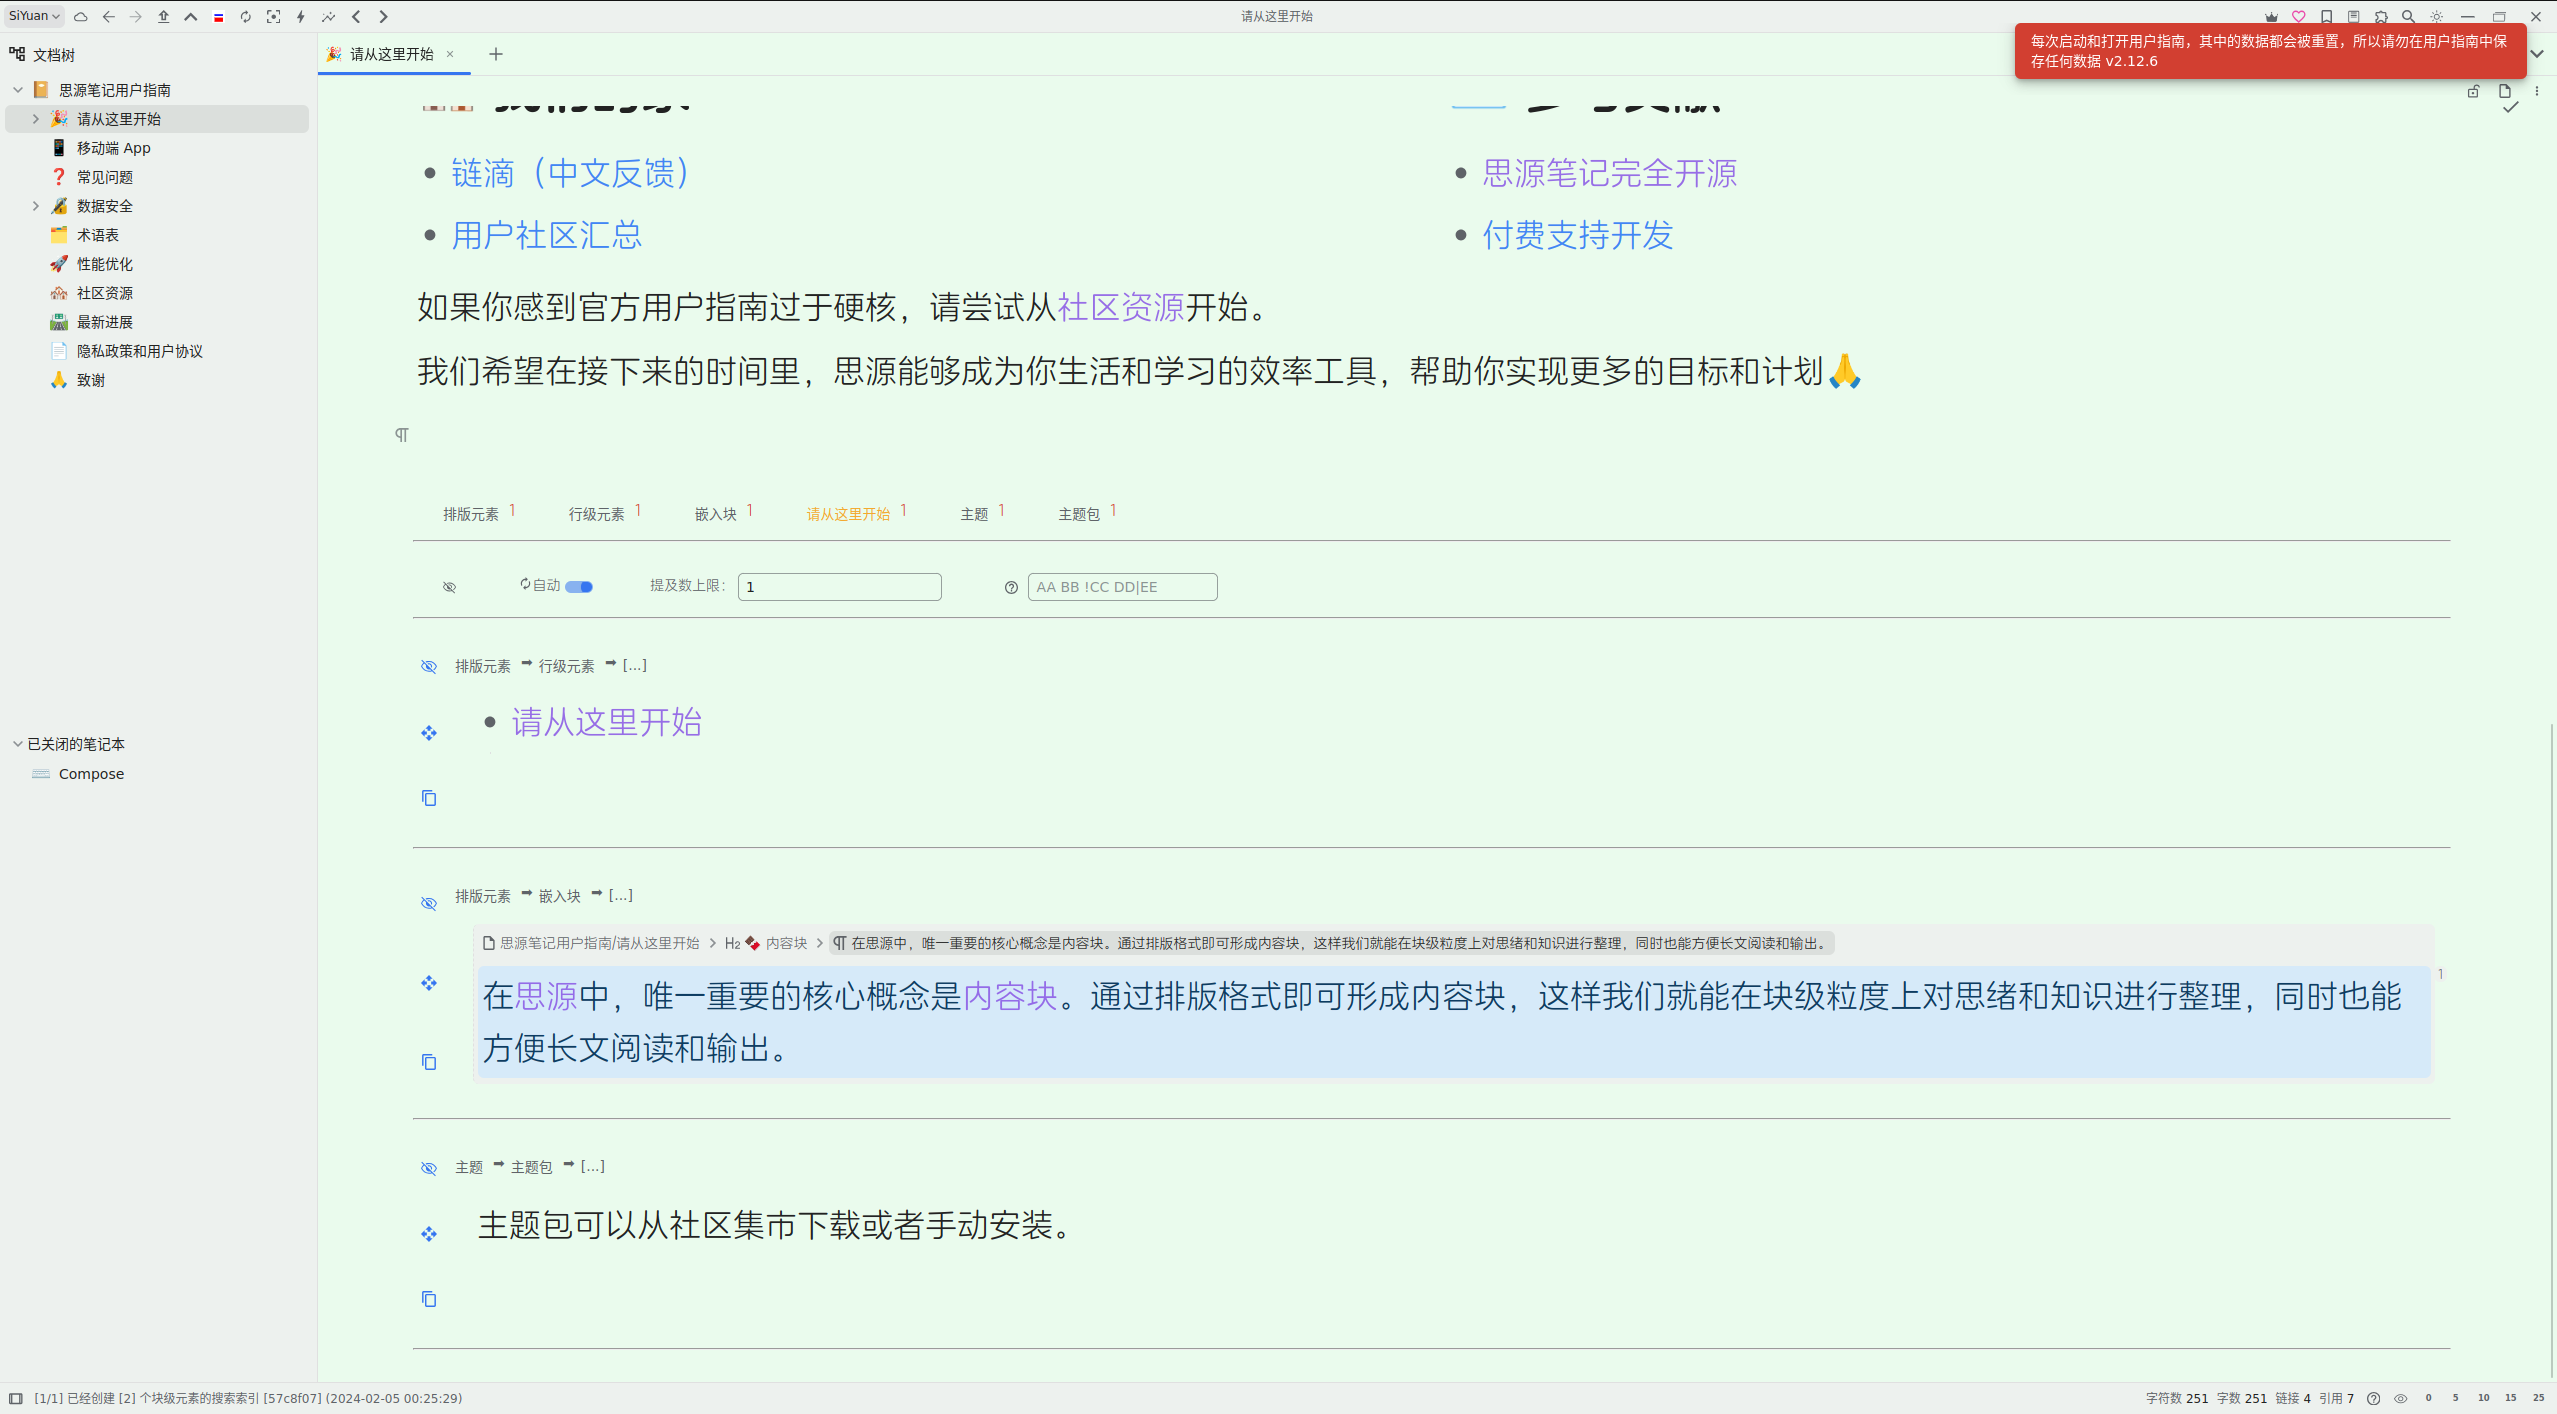 SiYuan
请从这里开始
每次启动和打开用户指南，其中的数据都会被重置，所以请勿在用户指南中保
存任何数据 v2.12.6
文档树
请从这里开始
思源笔记用户指南
请从这里开始
移动端 App
常见问题
数据安全
术语表
性能优化
社区资源
最新进展
隐私政策和用户协议
致谢
已关闭的笔记本
Compose
链滴（中文反馈）
思源笔记完全开源
用户社区汇总
付费支持开发
如果你感到官方用户指南过于硬核，请尝试从社区资源开始。
我们希望在接下来的时间里，思源能够成为你生活和学习的效率工具，帮助你实现更多的目标和计划🙏
排版元素 1 行级元素 1 嵌入块 1 请从这里开始 1 主题 1 主题包 1
自动 提及数上限： 1 AA BB !CC DD|EE
排版元素 ➡ 行级元素 ➡ [...]
请从这里开始
排版元素 ➡ 嵌入块 ➡ [...]
思源笔记用户指南/请从这里开始 > H2 内容块 > 在思源中，唯一重要的核心概念是内容块。通过排版格式即可形成内容块，这样我们就能在块级粒度上对思绪和知识进行整理，同时也能方便长文阅读和输出。
在思源中，唯一重要的核心概念是内容块。通过排版格式即可形成内容块，这样我们就能在块级粒度上对思绪和知识进行整理，同时也能 1
方便长文阅读和输出。
主题 ➡ 主题包 ➡ [...]
主题包可以从社区集市下载或者手动安装。
[1/1] 已经创建 [2] 个块级元素的搜索索引 [57c8f07] (2024-02-05 00:25:29)
字符数 251 字数 251 链接 4 引用 7 0 5 10 15 25